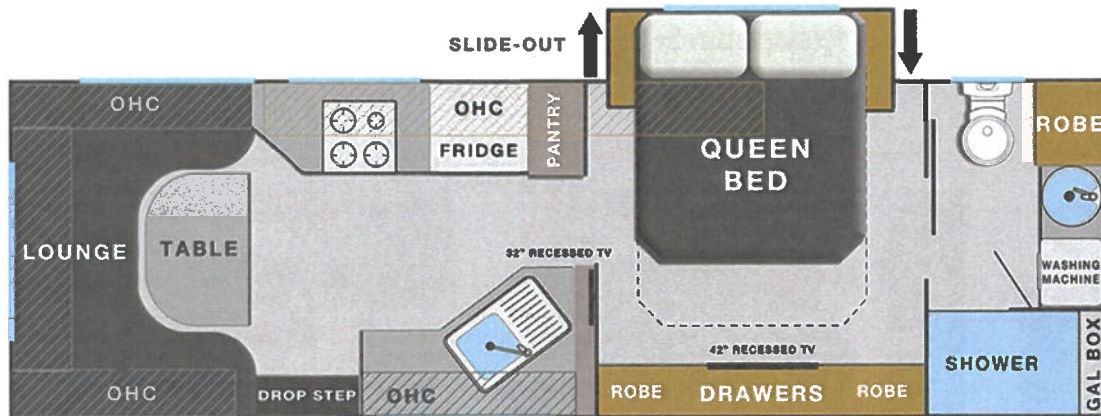 SLIDE-OUT
OHC
OHC
FRIDGE
PANTRY
QUEEN
BED
ROBE
LOUNGE
TABLE
32" RECESSED TV
WASHING
MACHINE
42" RECESSED TV
SHOWER
GAL BOX
OHC
DROP STEP
OHC
ROBE
DRAWERS
ROBE